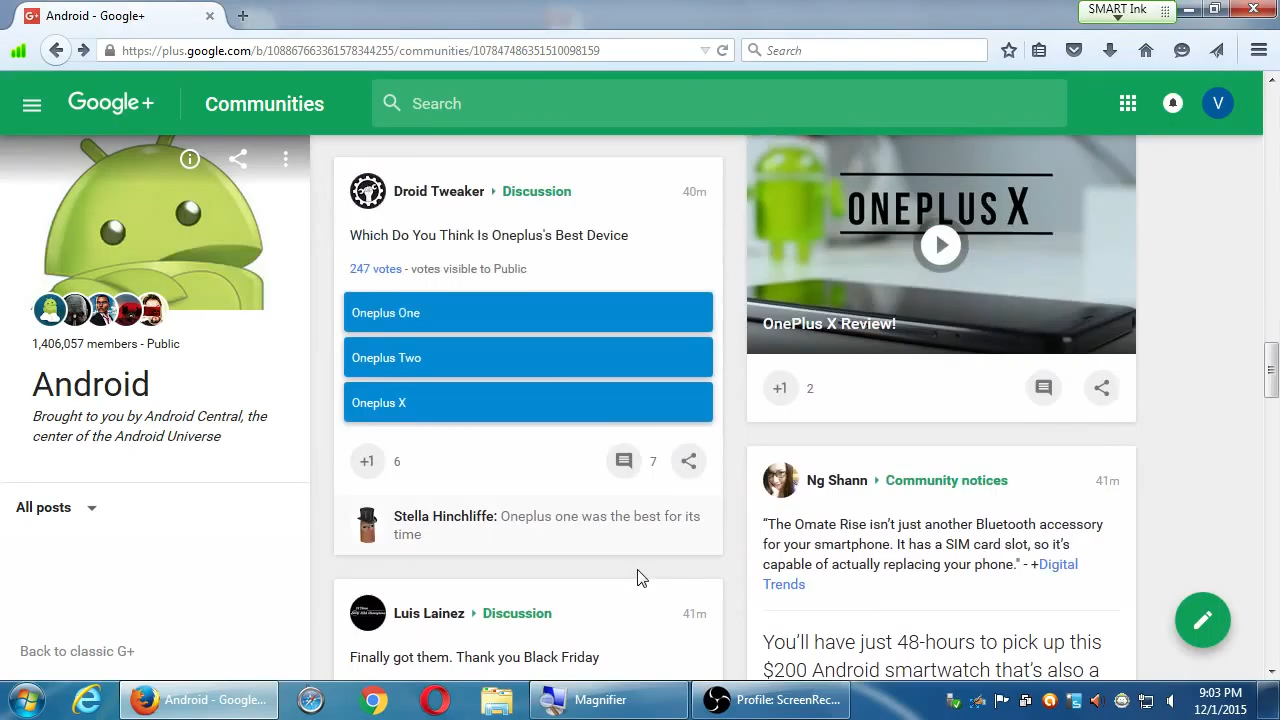 Android - Google+
SMART Ink
https://plus.google.com/b/108867663361578344255/communities/107847486351510098159
Search
Google+
Communities
Search
V
1,406,057 members - Public
Android
Brought to you by Android Central, the
center of the Android Universe
All posts
Back to classic G+
Droid Tweaker
Discussion
40m
Which Do You Think Is Oneplus's Best Device
247 votes - votes visible to Public
Oneplus One
Oneplus Two
Oneplus X
+1
6
7
Stella Hinchliffe: Oneplus one was the best for its
time
Luis Lainez
Discussion
41m
Finally got them. Thank you Black Friday
ONEPLUS X
OnePlus X Review!
+1
2
Ng Shann
Community notices
41m
“The Omate Rise isn’t just another Bluetooth accessory
for your smartphone. It has a SIM card slot, so it’s
capable of actually replacing your phone." - +Digital
Trends
You’ll have just 48-hours to pick up this
$200 Android smartwatch that’s also a
Android - Google...
Magnifier
Profile: ScreenRec...
9:03 PM
12/1/2015